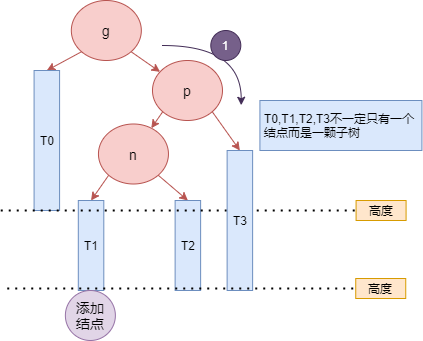 g
1
p
T0,T1,T2,T3不一定只有一个
结点而是一颗子树
T0
n
高度
T3
T1
T2
高度
添加
结点